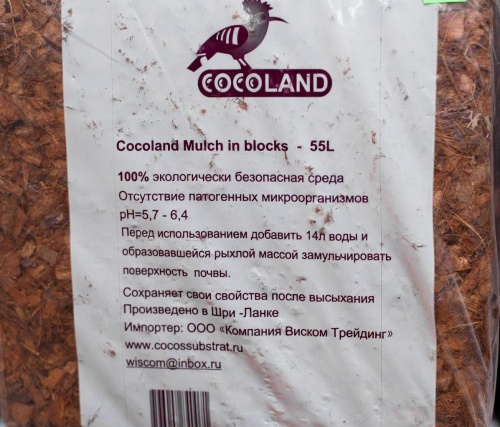 COCOLAND
Cocoland Mulch in blocks - 55L
100% экологически безопасная среда
Отсутствие патогенных микроорганизмов
pH=5,7 - 6,4
Перед использованием добавить 14л воды и
образовавшейся рыхлой массой замульчировать
поверхность почвы.
Сохраняет свои свойства после высыхания
Произведено в Шри -Ланке
Импортер: ООО «Компания Виском Трейдинг»
www.cocossubstrat.ru
wiscom@inbox.ru